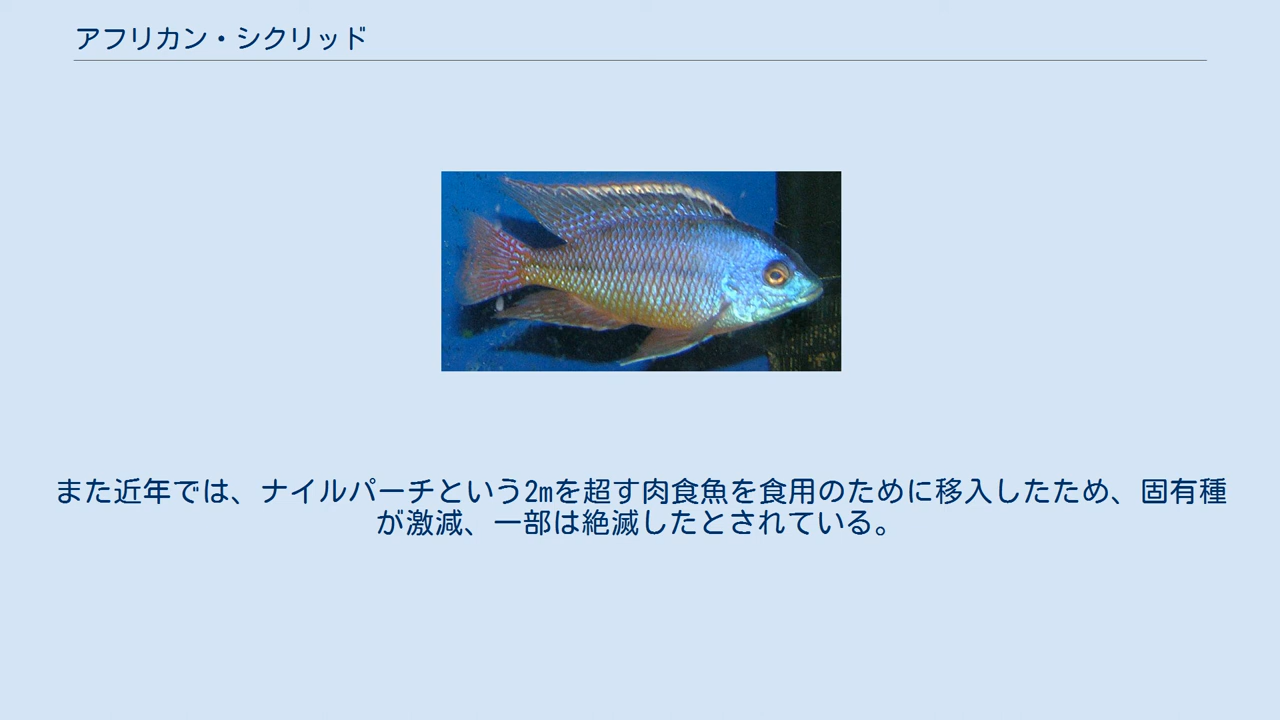 アフリカン・シクリッド
また近年では、ナイルパーチという2mを超す肉食魚を食用のために移入したため、固有種
が激減、一部は絶滅したとされている。